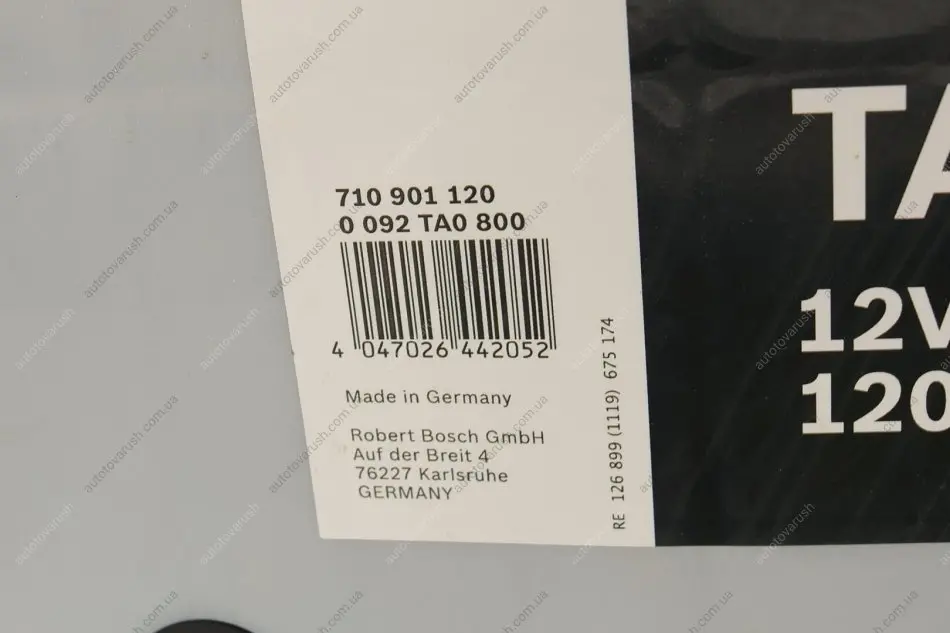 710 901 120
0 092 TA0 800
4 047026 442052
Made in Germany
Robert Bosch GmbH
Auf der Breit 4
76227 Karlsruhe
GERMANY
RE 126 899 (1119) 675 174
TA
12V
120
autotovarush.com.ua